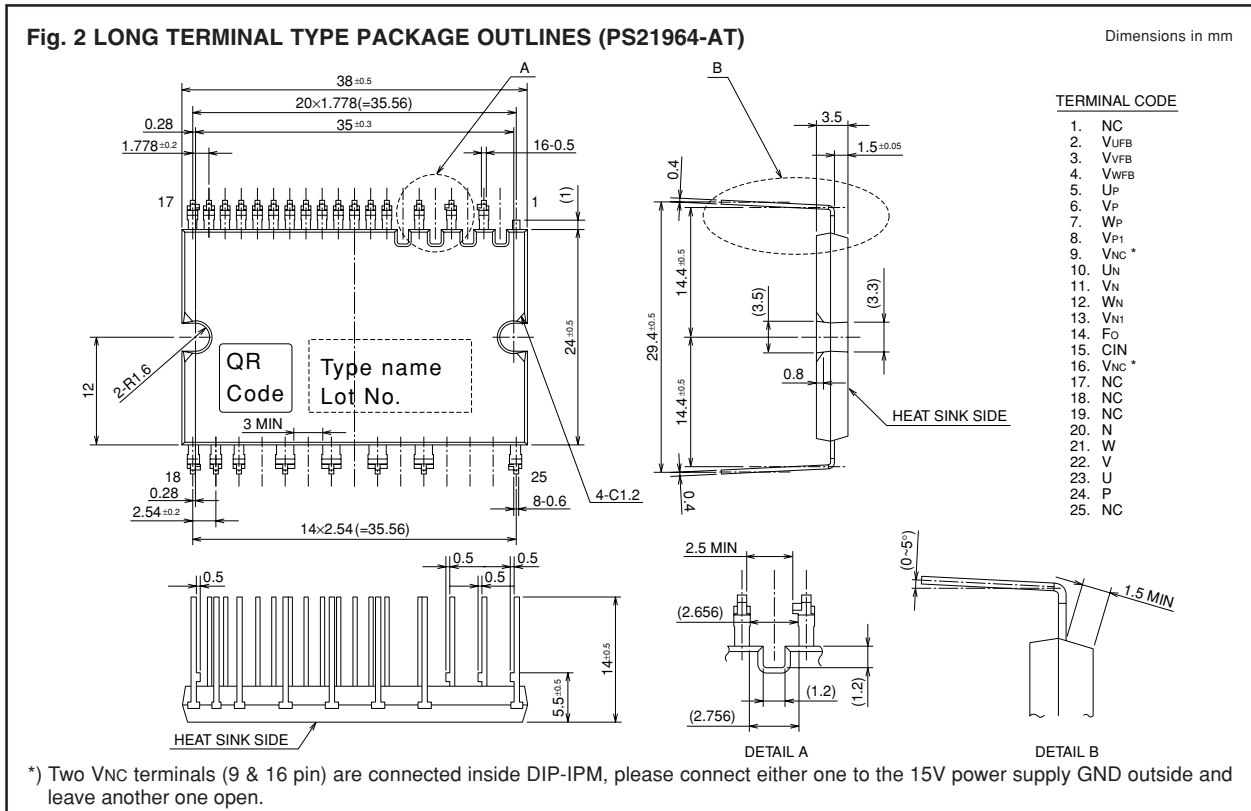 Fig. 2 LONG TERMINAL TYPE PACKAGE OUTLINES (PS21964-AT)
Dimensions in mm
A
38 ±0.5
20×1.778(=35.56)
35 ±0.3
0.28
1.778 ±0.2
16-0.5
17
1
(1)
24 ±0.5
12
2-R1.6
QR
Code
Type name
Lot No.
3 MIN
18
25
0.28
2.54 ±0.2
8-0.6
4-C1.2
14×2.54(=35.56)
B
3.5
1.5 ±0.05
0.4
14.4 ±0.5
29.4 ±0.5
14.4 ±0.5
(3.5)
(3.3)
0.8
HEAT SINK SIDE
0.4
TERMINAL CODE
1. NC
2. VUFB
3. VVFB
4. VWFB
5. UP
6. VP
7. WP
8. VP1
9. VNC *
10. UN
11. VN
12. WN
13. VN1
14. FO
15. CIN
16. VNC *
17. NC
18. NC
19. NC
20. N
21. W
22. V
23. U
24. P
25. NC
0.5
0.5
0.5
0.5
14 ±0.5
5.5 ±0.5
HEAT SINK SIDE
2.5 MIN
(2.656)
(1.2)
(1.2)
(2.756)
DETAIL A
(0~5°)
1.5 MIN
DETAIL B
*) Two VNC terminals (9 & 16 pin) are connected inside DIP-IPM, please connect either one to the 15V power supply GND outside and
leave another one open.